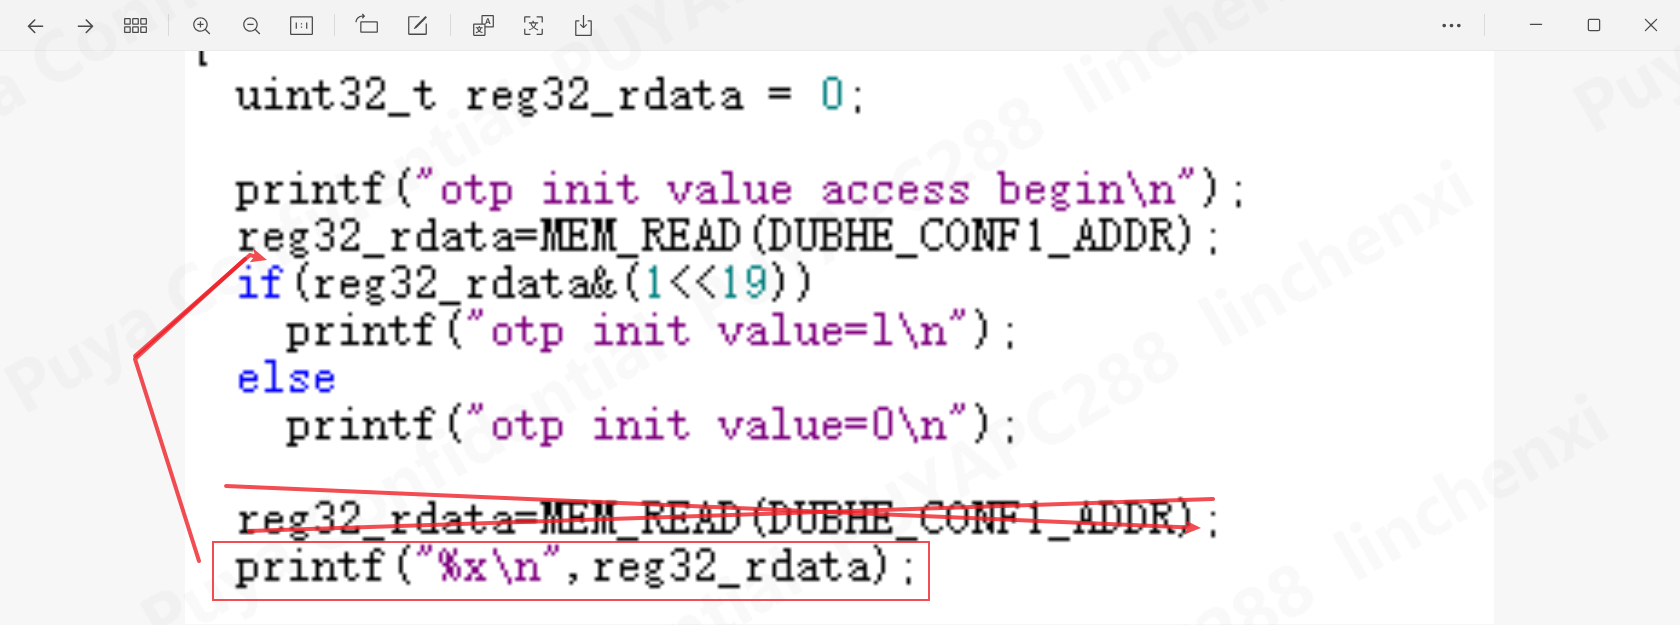 {
uint32_t reg32_rdata = 0;
printf("otp init value access begin\n");
reg32_rdata=MEM_READ(DUBHE_CONF1_ADDR);
if(reg32_rdata&(1<<19))
printf("otp init value=1\n");
else
printf("otp init value=0\n");
reg32_rdata=MEM_READ(DUBHE_CONF1_ADDR);
printf("%x\n",reg32_rdata);